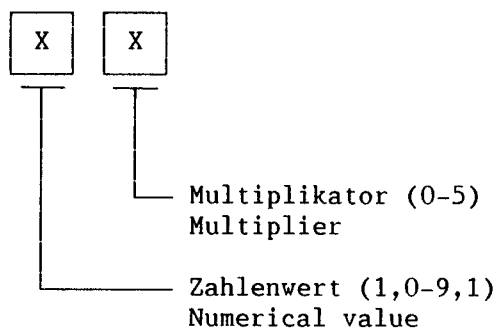 X X
Multiplikator (0-5)
Multiplier
Zahlenwert (1,0-9,1)
Numerical value